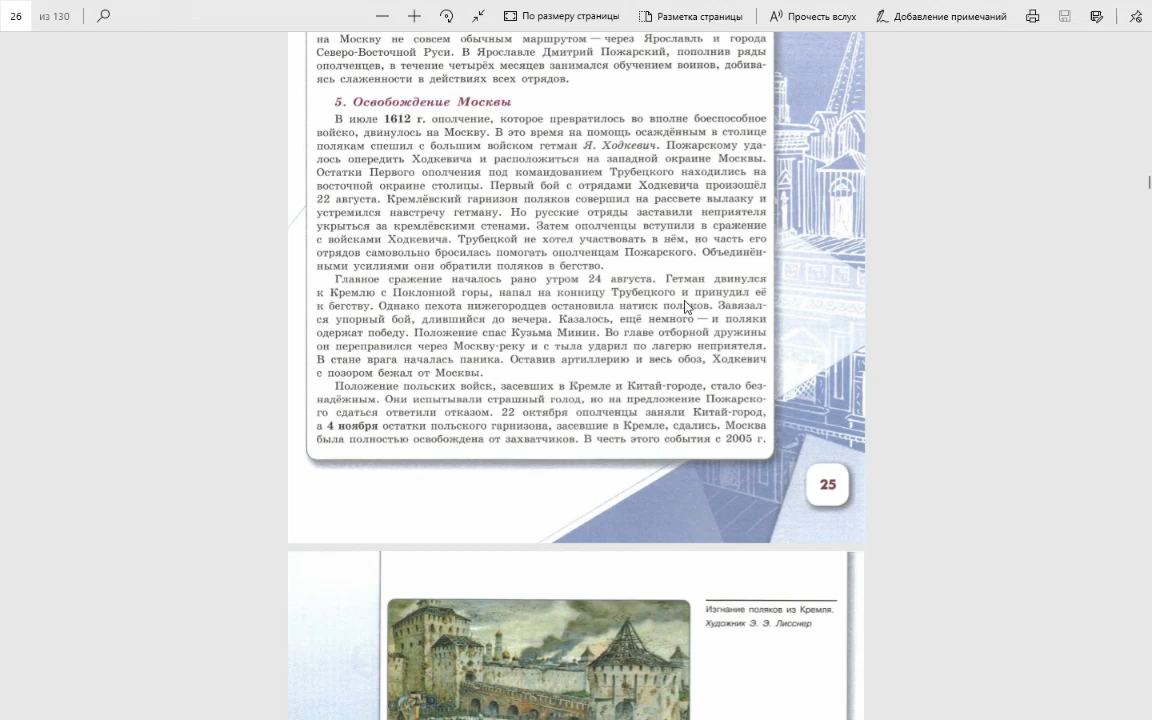 26 из 130
По размеру страницы
Разметка страницы
Прочесть вслух
Добавление примечаний
на Москву не совсем обычным маршрутом — через Ярославль и города
Северо-Восточной Руси. В Ярославле Дмитрий Пожарский, пополнив ряды
ополченцев, в течение четырёх месяцев занимался обучением воинов, добива-
ясь слаженности в действиях всех отрядов.
5. Освобождение Москвы
В июле 1612 г. ополчение, которое превратилось во вполне боеспособное
войско, двинулось на Москву. В это время на помощь осаждённым в столице
полякам спешил с большим войском гетман Я. Ходкевич. Пожарскому уда-
лось опередить Ходкевича и расположиться на западной окраине Москвы.
Остатки Первого ополчения под командованием Трубецкого находились на
восточной окраине столицы. Первый бой с отрядами Ходкевича произошёл
22 августа. Кремлёвский гарнизон поляков совершил на рассвете вылазку и
устремился навстречу гетману. Но русские отряды заставили неприятеля
укрыться за кремлёвскими стенами. Затем ополченцы вступили в сражение
с войсками Ходкевича. Трубецкой не хотел участвовать в нём, но часть его
отрядов самовольно бросилась помогать ополченцам Пожарского. Объединён-
ными усилиями они обратили поляков в бегство.
Главное сражение началось рано утром 24 августа. Гетман двинулся
к Кремлю с Поклонной горы, напал на конницу Трубецкого и принудил её
к бегству. Однако пехота нижегородцев остановила натиск поляков. Завязал-
ся упорный бой, длившийся до вечера. Казалось, ещё немного — и поляки
одержат победу. Положение спас Кузьма Минин. Во главе отборной дружины
он переправился через Москву-реку и с тыла ударил по лагерю неприятеля.
В стане врага началась паника. Оставив артиллерию и весь обоз, Ходкевич
с позором бежал от Москвы.
Положение польских войск, засевших в Кремле и Китай-городе, стало без-
надёжным. Они испытывали страшный голод, но на предложение Пожарско-
го сдаться ответили отказом. 22 октября ополченцы заняли Китай-город,
а 4 ноября остатки польского гарнизона, засевшие в Кремле, сдались. Москва
была полностью освобождена от захватчиков. В честь этого события с 2005 г.
25
Изгнание поляков из Кремля.
Художник Э. Э. Лисснер